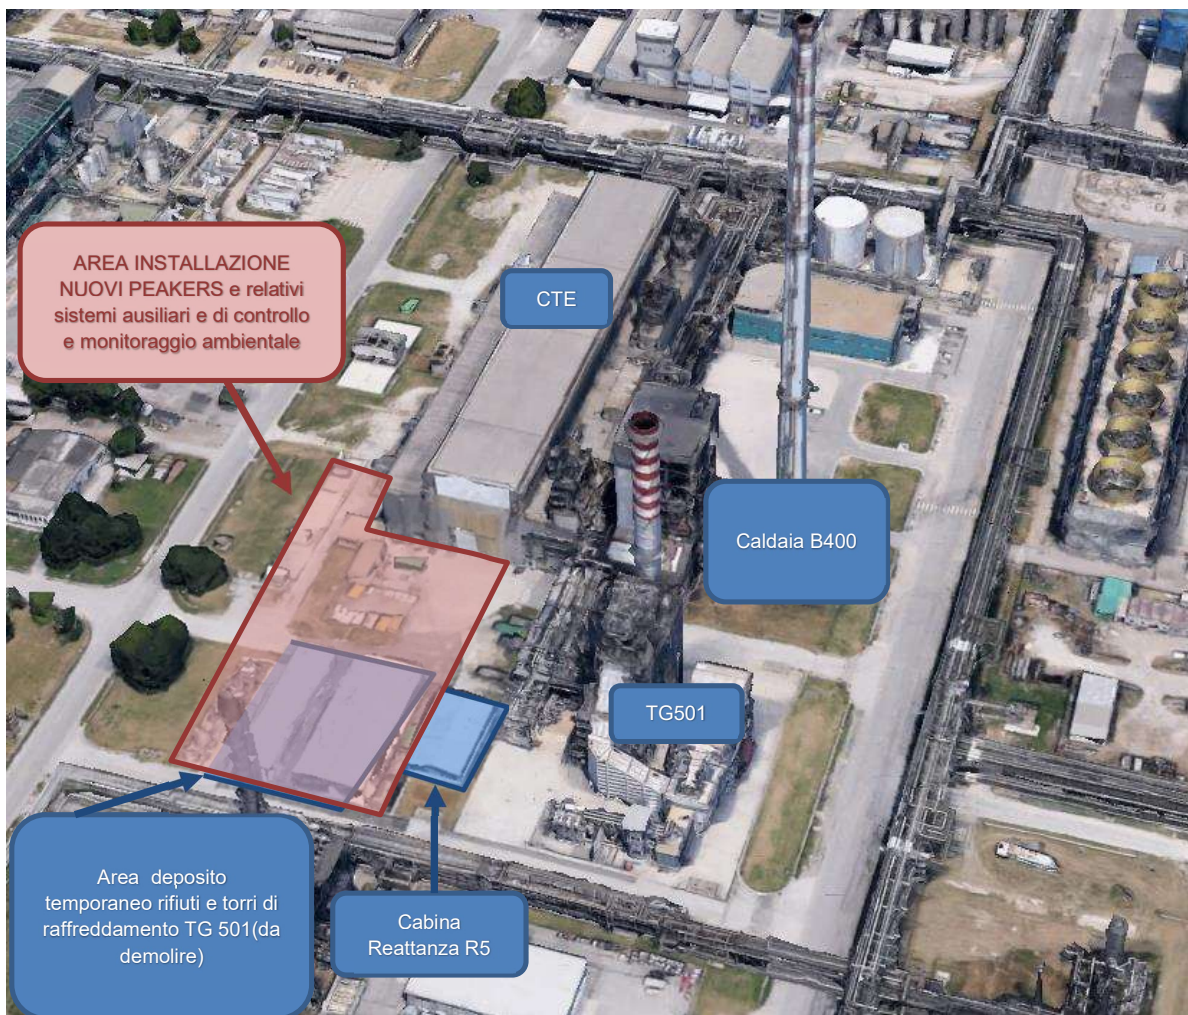 AREA INSTALLAZIONE
NUOVI PEAKERS e relativi
sistemi ausiliari e di controllo
e monitoraggio ambientale
CTE
Caldaia B400
TG501
Area deposito
temporaneo rifiuti e torri di
raffreddamento TG 501(da
demolire)
Cabina
Reattanza R5